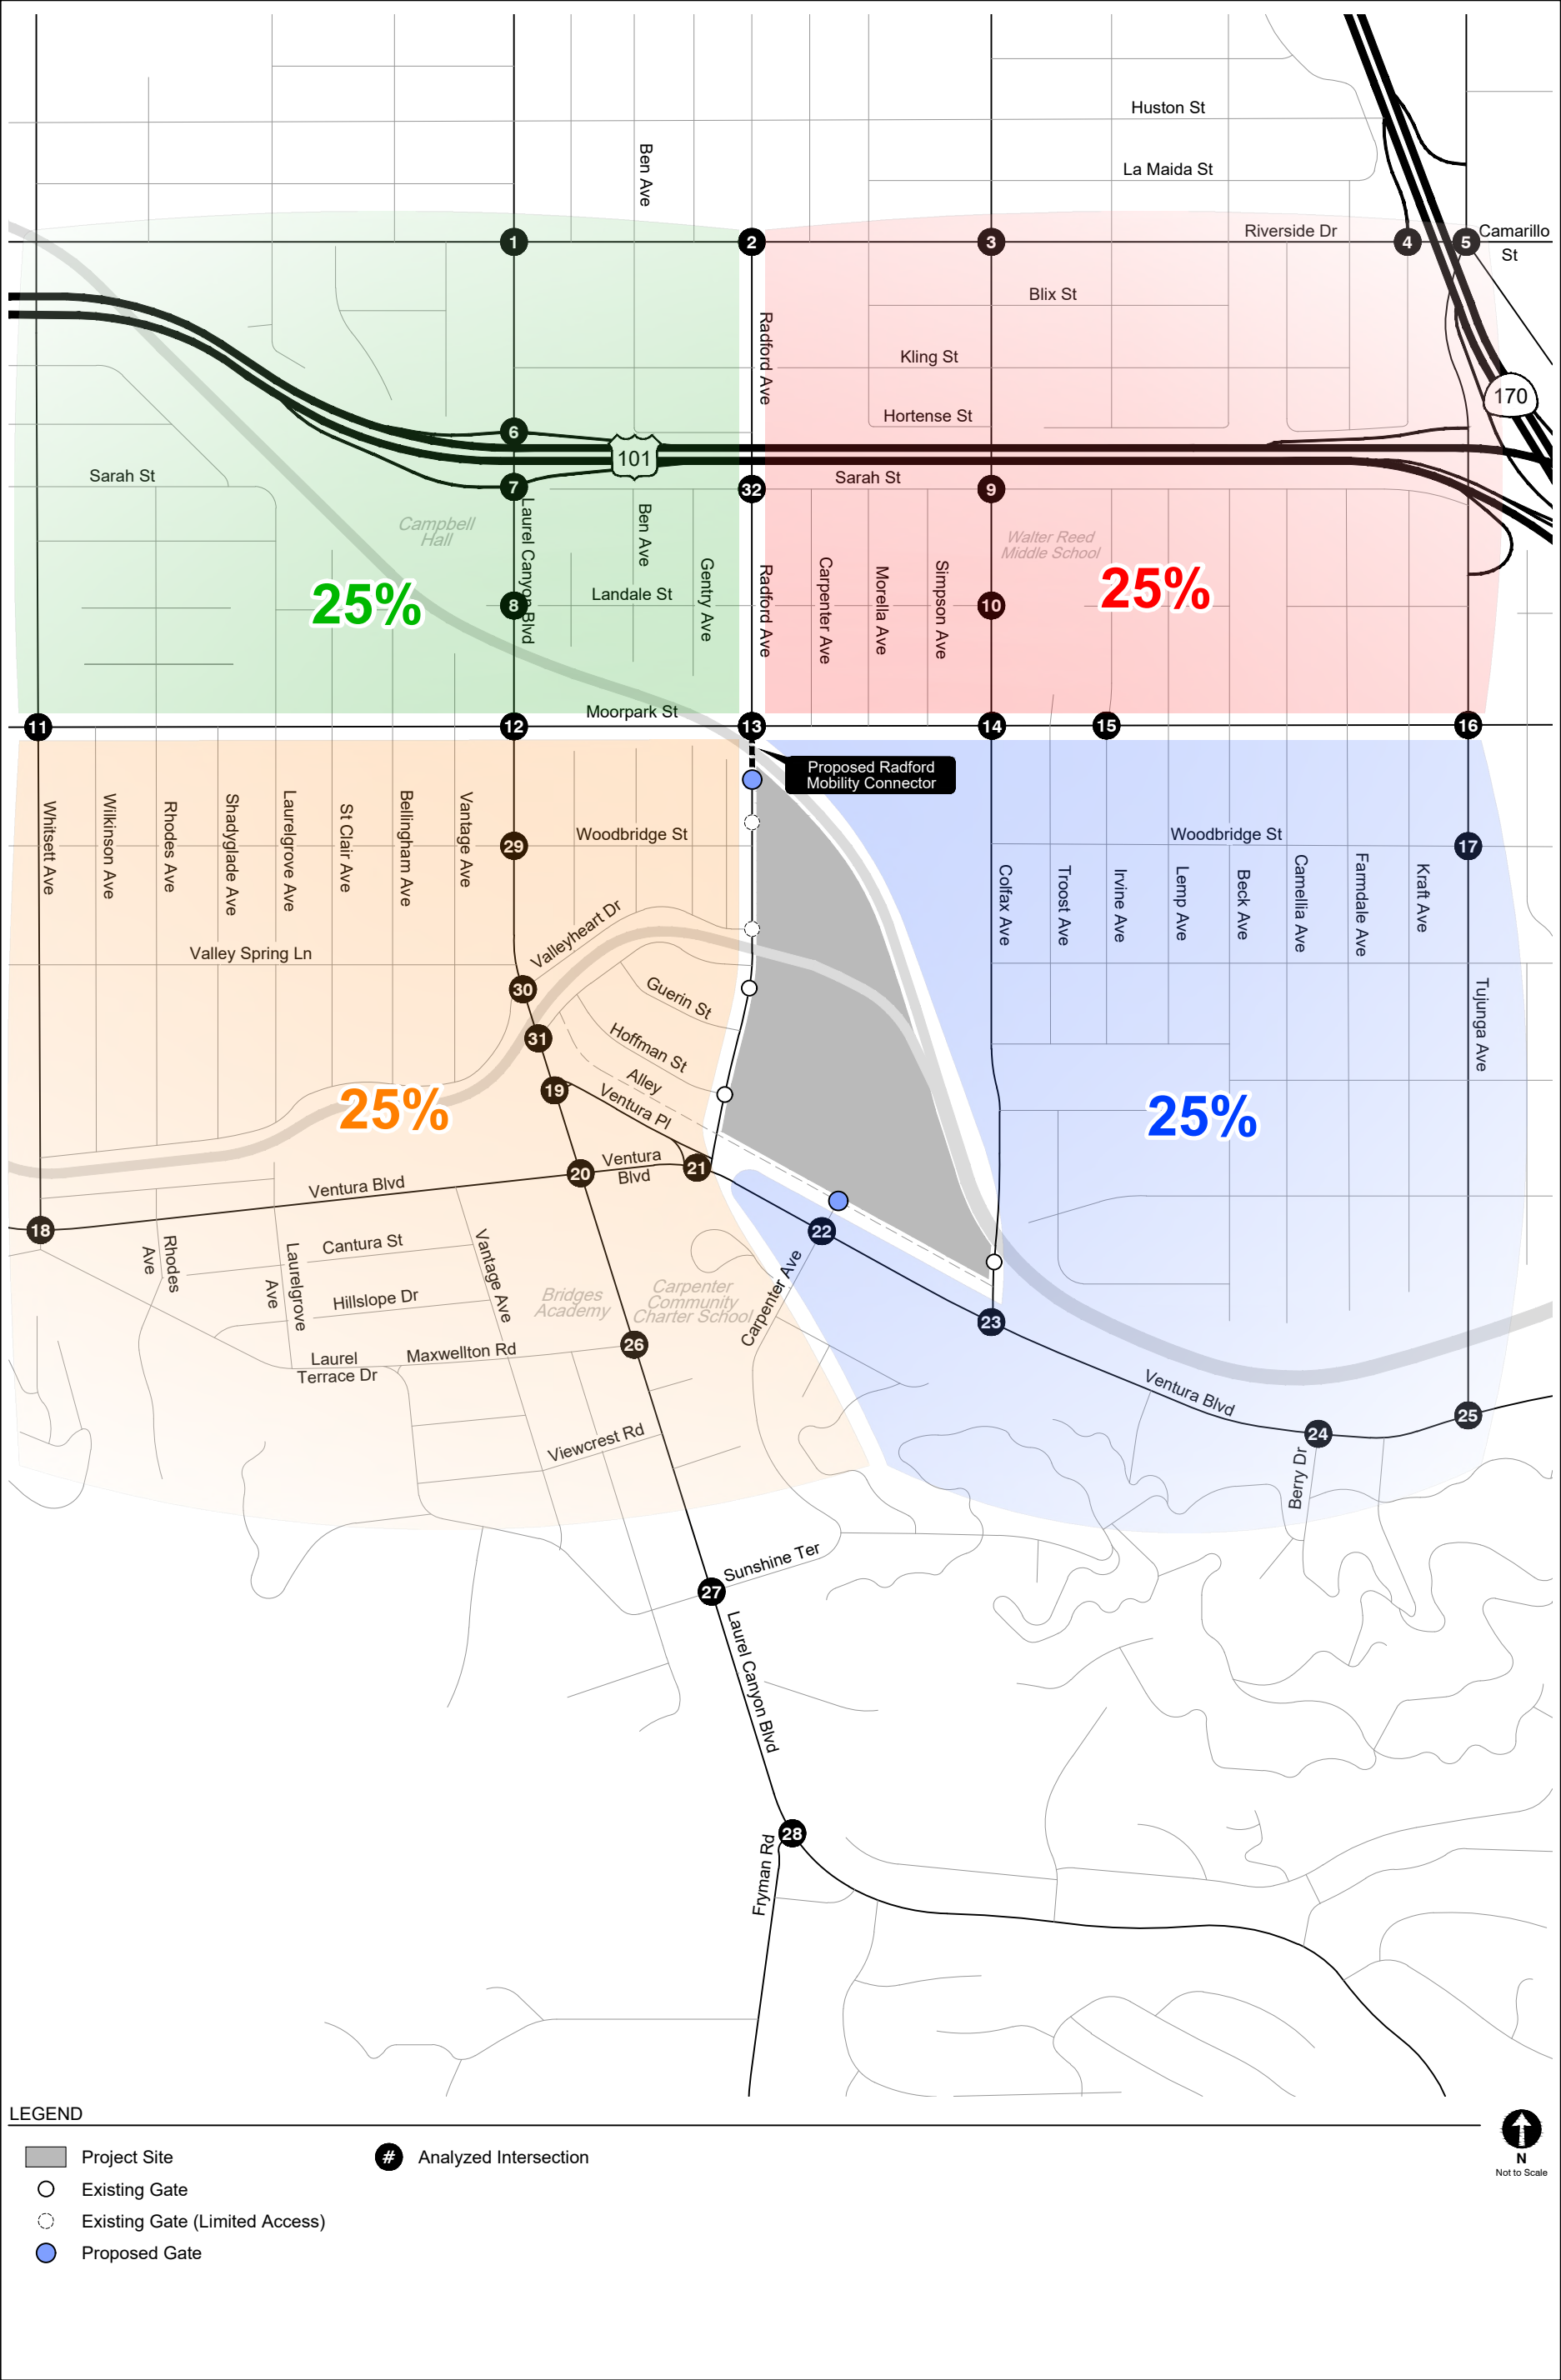 Huston St
Ben Ave
La Maida St
Riverside Dr
Camarillo
St
1
2
3
4
5
Blix St
Radford Ave
Kling St
170
Hortense St
6
101
Sarah St
Sarah St
7
32
9
Campbell
Hall
Laurel Canyon Blvd
Ben Ave
Walter Reed
Middle School
Gentry Ave
Radford Ave
Carpenter Ave
Morella Ave
Simpson Ave
25%
25%
Landale St
8
10
Moorpark St
11
12
13
14
15
16
Proposed Radford
Mobility Connector
Whitsett Ave
Wilkinson Ave
Rhodes Ave
Shadyglade Ave
Laurelgrove Ave
St Clair Ave
Bellingham Ave
Vantage Ave
29
Woodbridge St
Woodbridge St
17
Colfax Ave
Troost Ave
Irvine Ave
Lemp Ave
Beck Ave
Camellia Ave
Farmdale Ave
Kraft Ave
Valleyheart Dr
Valley Spring Ln
30
Guerin St
Tujunga Ave
31
Hoffman St
Alley
19
Ventura Pl
25%
25%
20
Ventura
Blvd
21
Ventura Blvd
18
22
Rhodes
Ave
Laurelgrove
Ave
Cantura St
Vantage Ave
Hillslope Dr
Bridges
Academy
Carpenter
Community
Charter School
Carpenter Ave
23
26
Laurel
Terrace Dr
Maxwellton Rd
Ventura Blvd
24
25
Viewcrest Rd
Berry Dr
Sunshine Ter
27
Laurel Canyon Blvd
28
Fryman Rd
LEGEND
Project Site
# Analyzed Intersection
Existing Gate
Existing Gate (Limited Access)
Proposed Gate
N
Not to Scale